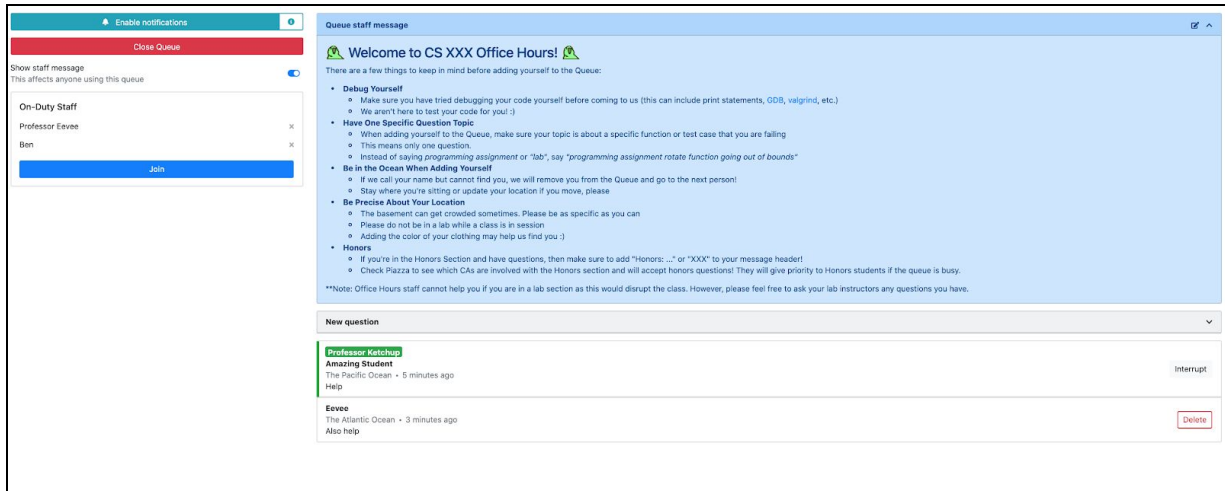 Enable notifications
Close Queue
Show staff message
This affects anyone using this queue
On-Duty Staff
Professor Eevee
Ben
Join
Queue staff message
Welcome to CS XXX Office Hours!
There are a few things to keep in mind before adding yourself to the Queue:
Debug Yourself
Make sure you have tried debugging your code yourself before coming to us (this can include print statements, GDB, valgrind, etc.)
We aren't here to test your code for you! :)
Have One Specific Question Topic
When adding yourself to the Queue, make sure your topic is about a specific function or test case that you are failing
This means only one question.
Instead of saying programming assignment or "lab", say "programming assignment rotate function going out of bounds"
Be in the Ocean When Adding Yourself
If we call your name but cannot find you, we will remove you from the Queue and go to the next person!
Stay where you're sitting or update your location if you move, please
Be Precise About Your Location
The basement can get crowded sometimes. Please be as specific as you can
Please do not be in a lab while a class is in session
Adding the color of your clothing may help us find you :)
Honors
If you're in the Honors Section and have questions, then make sure to add "Honors: ..." or "XXX" to your message header!
Check Piazza to see which CAs are involved with the Honors section and will accept honors questions! They will give priority to Honors students if the queue is busy.
**Note: Office Hours staff cannot help you if you are in a lab section as this would disrupt the class. However, please feel free to ask your lab instructors any questions you have.
New question
Professor Ketchup
Amazing Student
The Pacific Ocean • 5 minutes ago
Help
Interrupt
Eevee
The Atlantic Ocean • 3 minutes ago
Also help
Delete